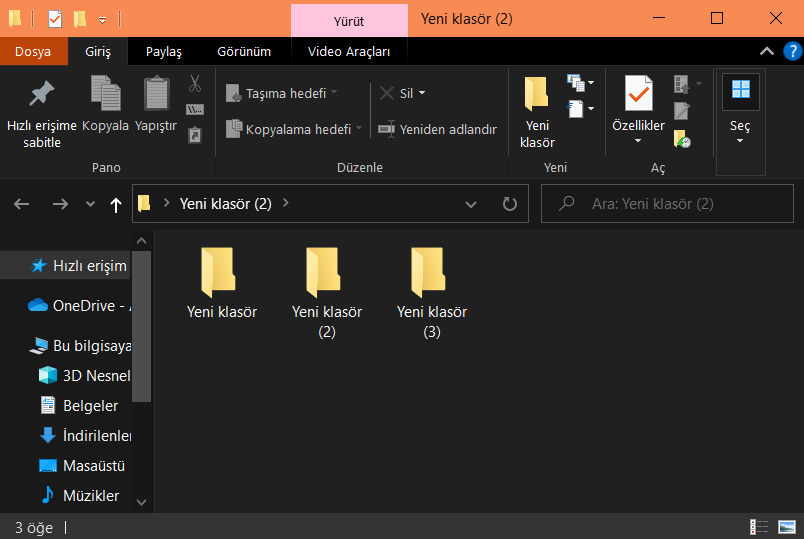 Yürüt
Yeni klasör (2)
Dosya
Giriş
Paylaş
Görünüm
Video Araçları
Hızlı erişime sabitle
Kopyala
Yapıştır
Pano
Taşıma hedefi
Kopyalama hedefi
Sil
Yeniden adlandır
Düzenle
Yeni klasör
Yeni
Özellikler
Aç
Seç
Yeni klasör (2)
Ara: Yeni klasör (2)
Hızlı erişim
OneDrive - A
Bu bilgisaya
3D Nesnel
Belgeler
İndirilenler
Masaüstü
Müzikler
Yeni klasör
Yeni klasör
(2)
Yeni klasör
(3)
3 öğe